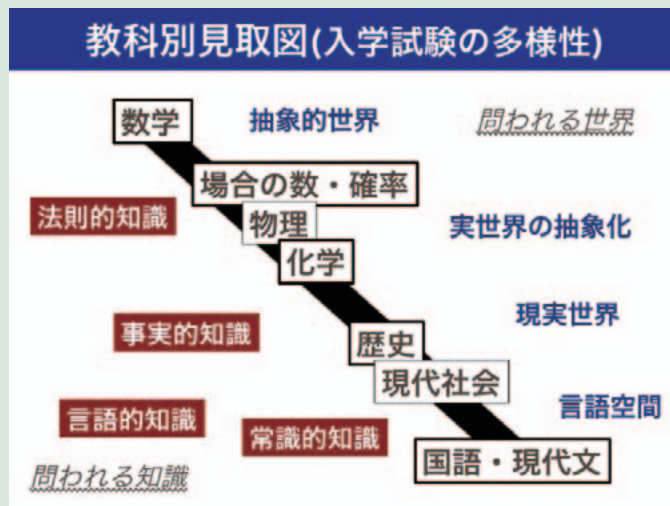 教科別見取図(入学試験の多様性)
数学
抽象的世界
問われる世界
場合の数・確率
法則的知識
物理
実世界の抽象化
化学
現実世界
事実的知識
歴史
現代社会
言語空間
言語的知識
常識的知識
国語・現代文
問われる知識